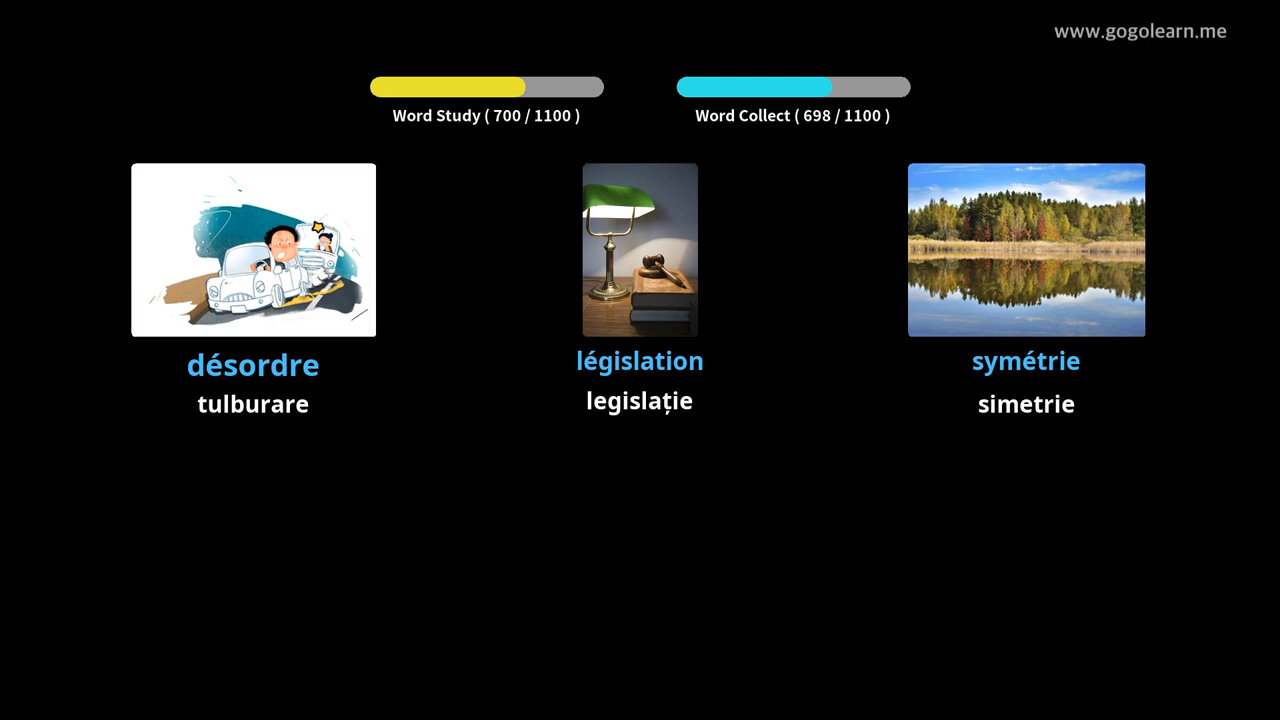 www.gogolearn.me
Word Study ( 700 / 1100 )
Word Collect ( 698 / 1100 )
désordre
tulburare
législation
legislație
symétrie
simetrie